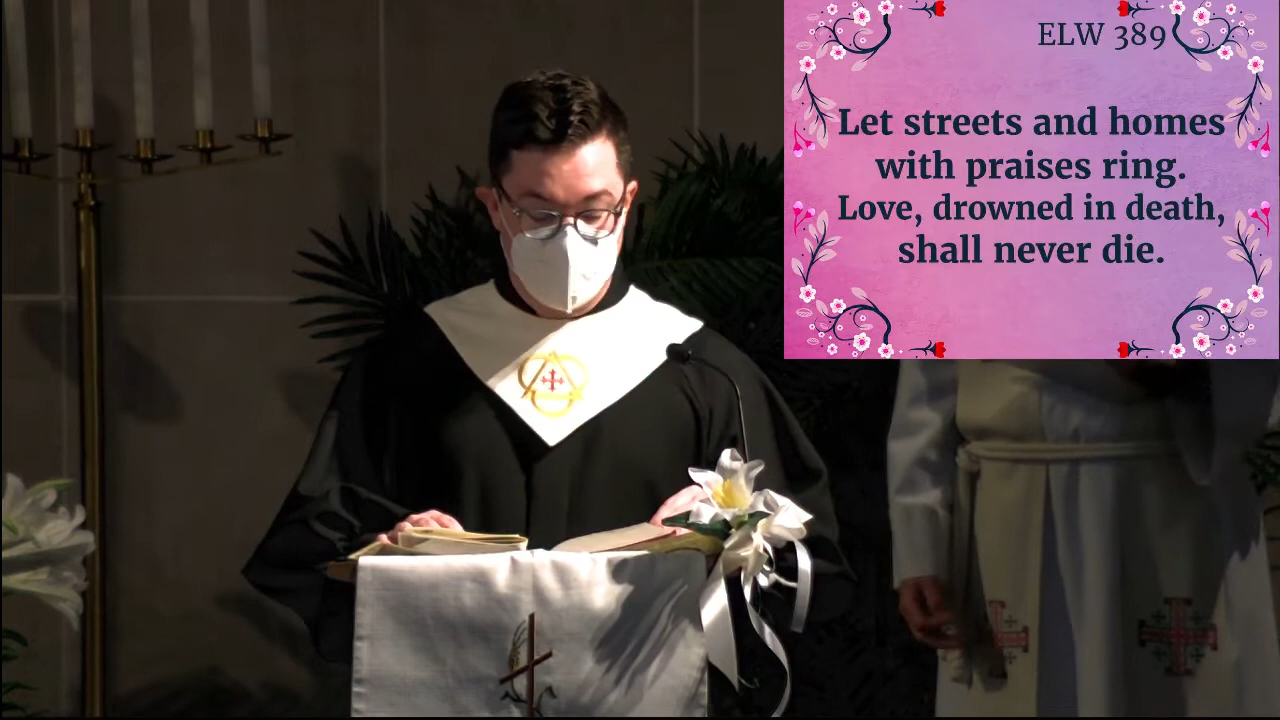 ELW 389
Let streets and homes
with praises ring.
Love, drowned in death,
shall never die.